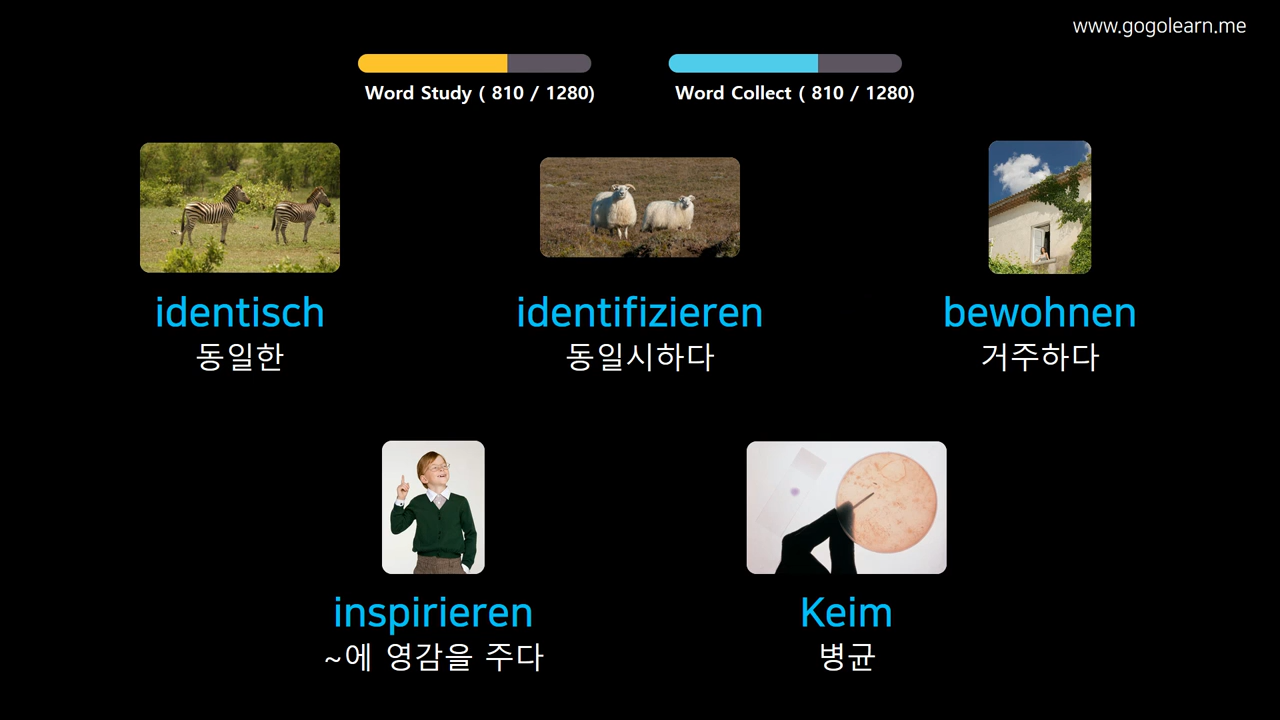 www.gogolearn.me
Word Study ( 810 / 1280)
Word Collect ( 810 / 1280)
identisch
동일한
identifizieren
동일시하다
bewohnen
거주하다
inspirieren
~에 영감을 주다
Keim
병균